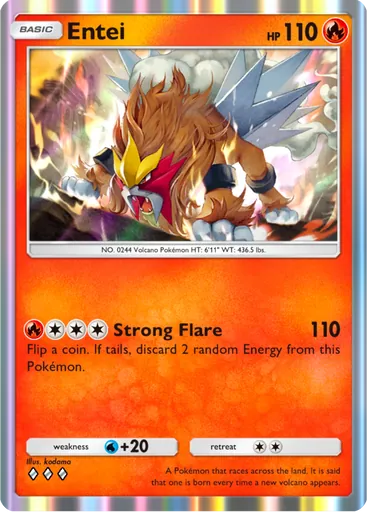 BASIC Entei HP 110
NO. 0244 Volcano Pokémon HT: 6'11" WT: 436.5 lbs.
Strong Flare 110
Flip a coin. If tails, discard 2 random Energy from this
Pokémon.
weakness +20 retreat
Illus. kodama
A Pokémon that races across the land. It is said
that one is born every time a new volcano appears.